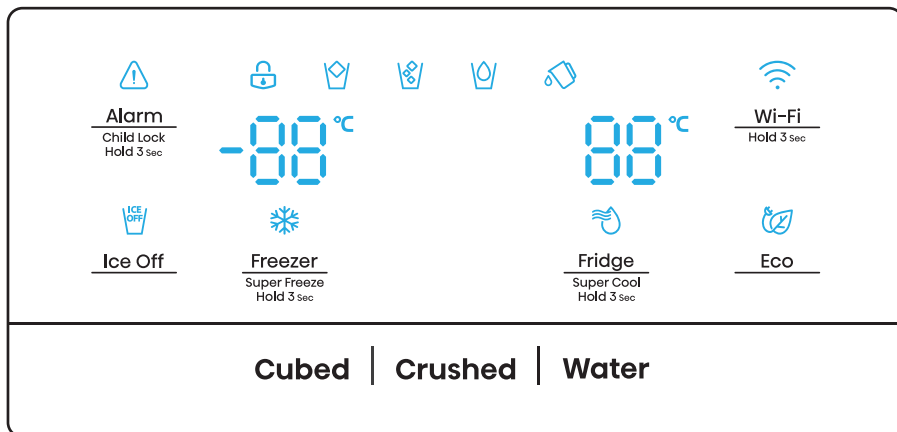 Alarm
Child Lock
Hold 3 Sec
-88 °C
88 °C
Wi-Fi
Hold 3 Sec
ICE
OFF
Ice Off
Freezer
Super Freeze
Hold 3 Sec
Fridge
Super Cool
Hold 3 Sec
Eco
Cubed | Crushed | Water